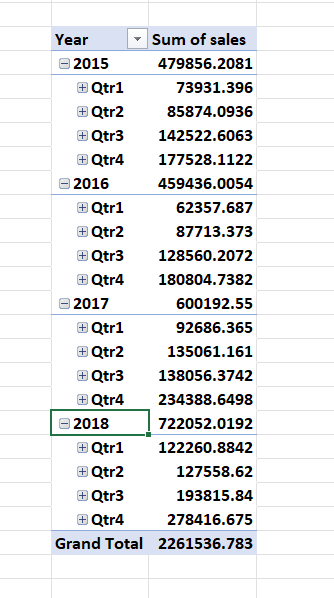 Year Sum of sales
2015 479856.2081
Qtr1 73931.396
Qtr2 85874.0936
Qtr3 142522.6063
Qtr4 177528.1122
2016 459436.0054
Qtr1 62357.687
Qtr2 87713.373
Qtr3 128560.2072
Qtr4 180804.7382
2017 600192.55
Qtr1 92686.365
Qtr2 135061.161
Qtr3 138056.3742
Qtr4 234388.6498
2018 722052.0192
Qtr1 122260.8842
Qtr2 127558.62
Qtr3 193815.84
Qtr4 278416.675
Grand Total 2261536.783